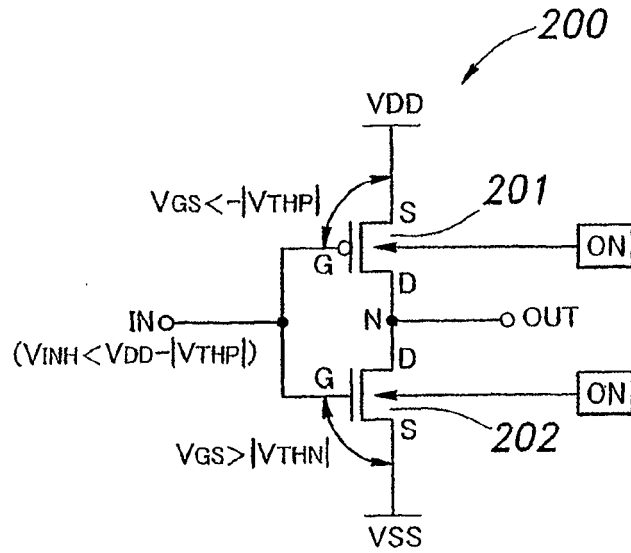 200
VDD
VGS<-|VTHP|
S
201
G
ON
D
IN
N
OUT
(VINH<VDD-|VTHP|)
D
G
ON
S
202
VGS>|VTHN|
VSS